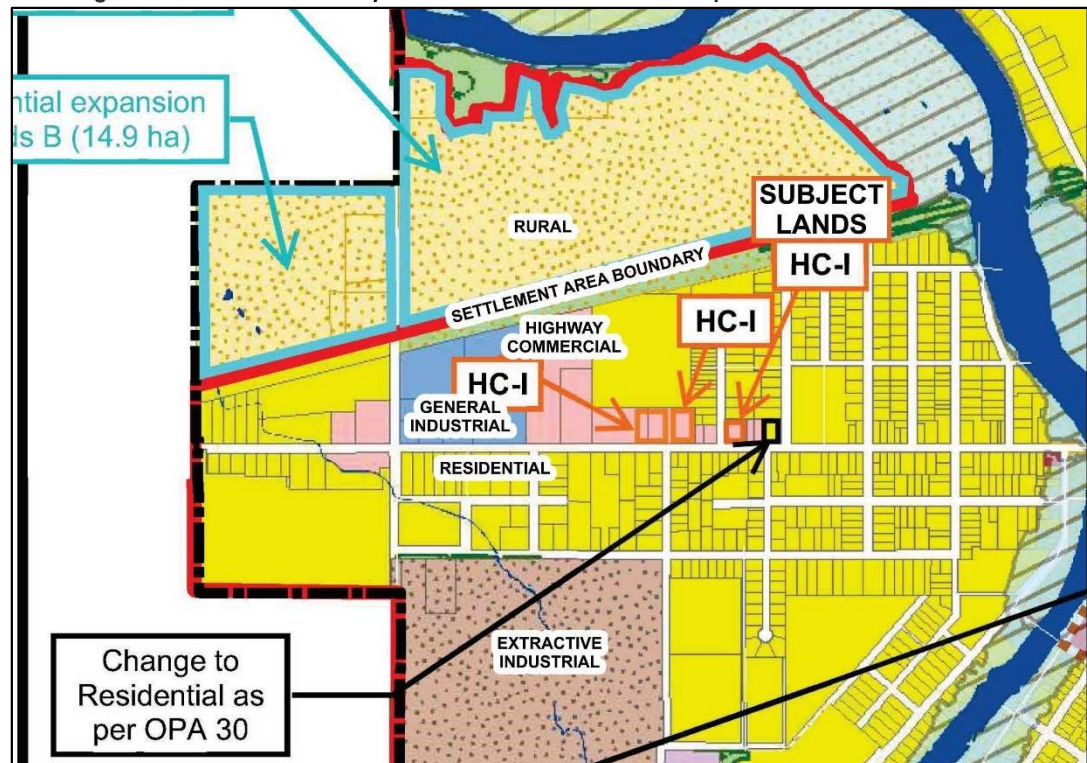 ntial expansion
ds B (14.9 ha)
RURAL
SUBJECT
LANDS
HC-I
SETTLEMENT AREA BOUNDARY
HC-I
HIGHWAY
COMMERCIAL
HC-I
GENERAL
INDUSTRIAL
RESIDENTIAL
EXTRACTIVE
INDUSTRIAL
Change to
Residential as
per OPA 30